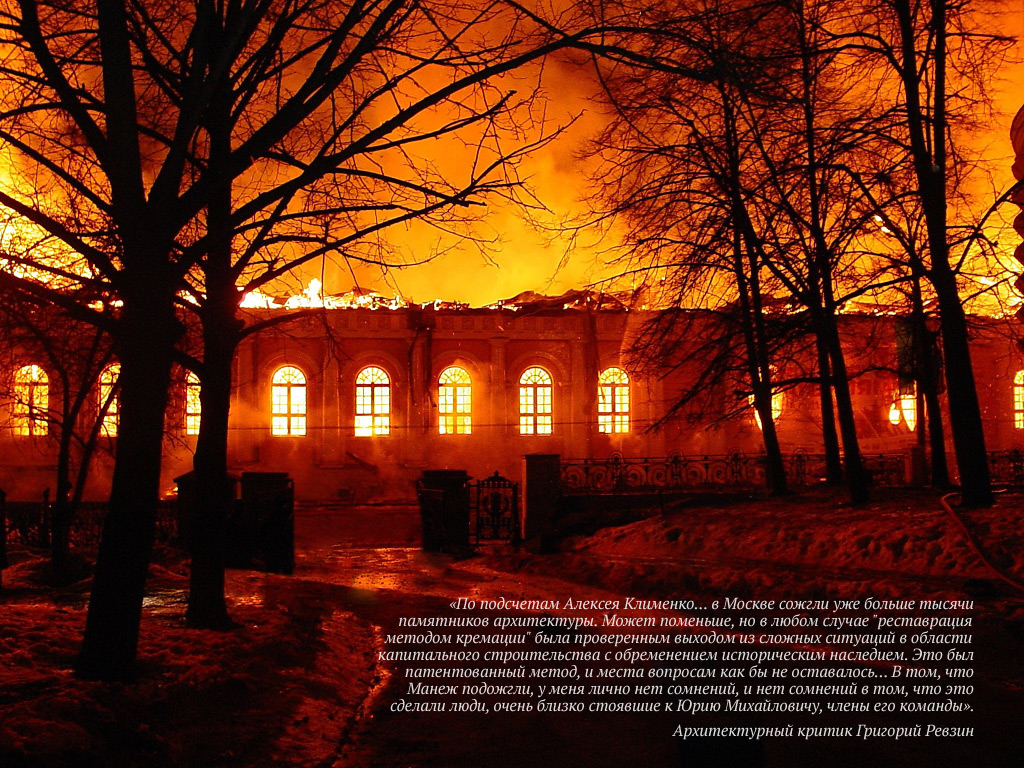 «По подсчетам Алексея Клименко... в Москве сожгли уже больше тысячи
памятников архитектуры. Может поменьше, но в любом случае "реставрация
методом кремации" была проверенным выходом из сложных ситуаций в области
капитального строительства с обременением историческим наследием. Это был
патентованный метод, и места вопросам как бы не оставалось... В том, что
Манеж подожгли, у меня лично нет сомнений, и нет сомнений в том, что это
сделали люди, очень близко стоявшие к Юрию Михайловичу, члены его команды».
Архитектурный критик Григорий Ревзин